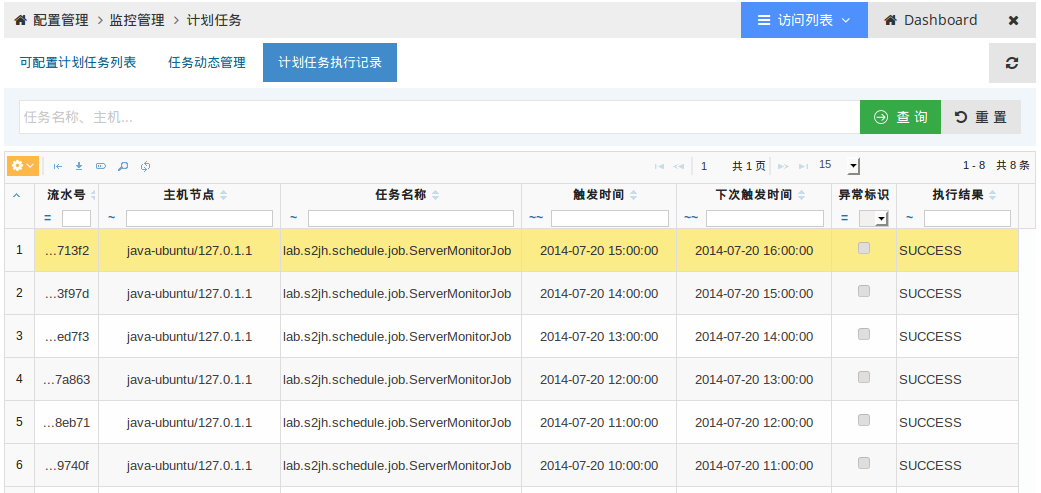 配置管理 > 监控管理 > 计划任务 访问列表 Dashboard
可配置计划任务列表 任务动态管理 计划任务执行记录
任务名称、主机... 查 询 重 置
1 共 1 页 15 1 - 8 共 8 条
流水号 主机节点 任务名称 触发时间 下次触发时间 异常标识 执行结果
= ~ ~ ~~ ~~ = ~
1 ...713f2 java-ubuntu/127.0.1.1 lab.s2jh.schedule.job.ServerMonitorJob 2014-07-20 15:00:00 2014-07-20 16:00:00 SUCCESS
2 ...3f97d java-ubuntu/127.0.1.1 lab.s2jh.schedule.job.ServerMonitorJob 2014-07-20 14:00:00 2014-07-20 15:00:00 SUCCESS
3 ...ed7f3 java-ubuntu/127.0.1.1 lab.s2jh.schedule.job.ServerMonitorJob 2014-07-20 13:00:00 2014-07-20 14:00:00 SUCCESS
4 ...7a863 java-ubuntu/127.0.1.1 lab.s2jh.schedule.job.ServerMonitorJob 2014-07-20 12:00:00 2014-07-20 13:00:00 SUCCESS
5 ...8eb71 java-ubuntu/127.0.1.1 lab.s2jh.schedule.job.ServerMonitorJob 2014-07-20 11:00:00 2014-07-20 12:00:00 SUCCESS
6 ...9740f java-ubuntu/127.0.1.1 lab.s2jh.schedule.job.ServerMonitorJob 2014-07-20 10:00:00 2014-07-20 11:00:00 SUCCESS